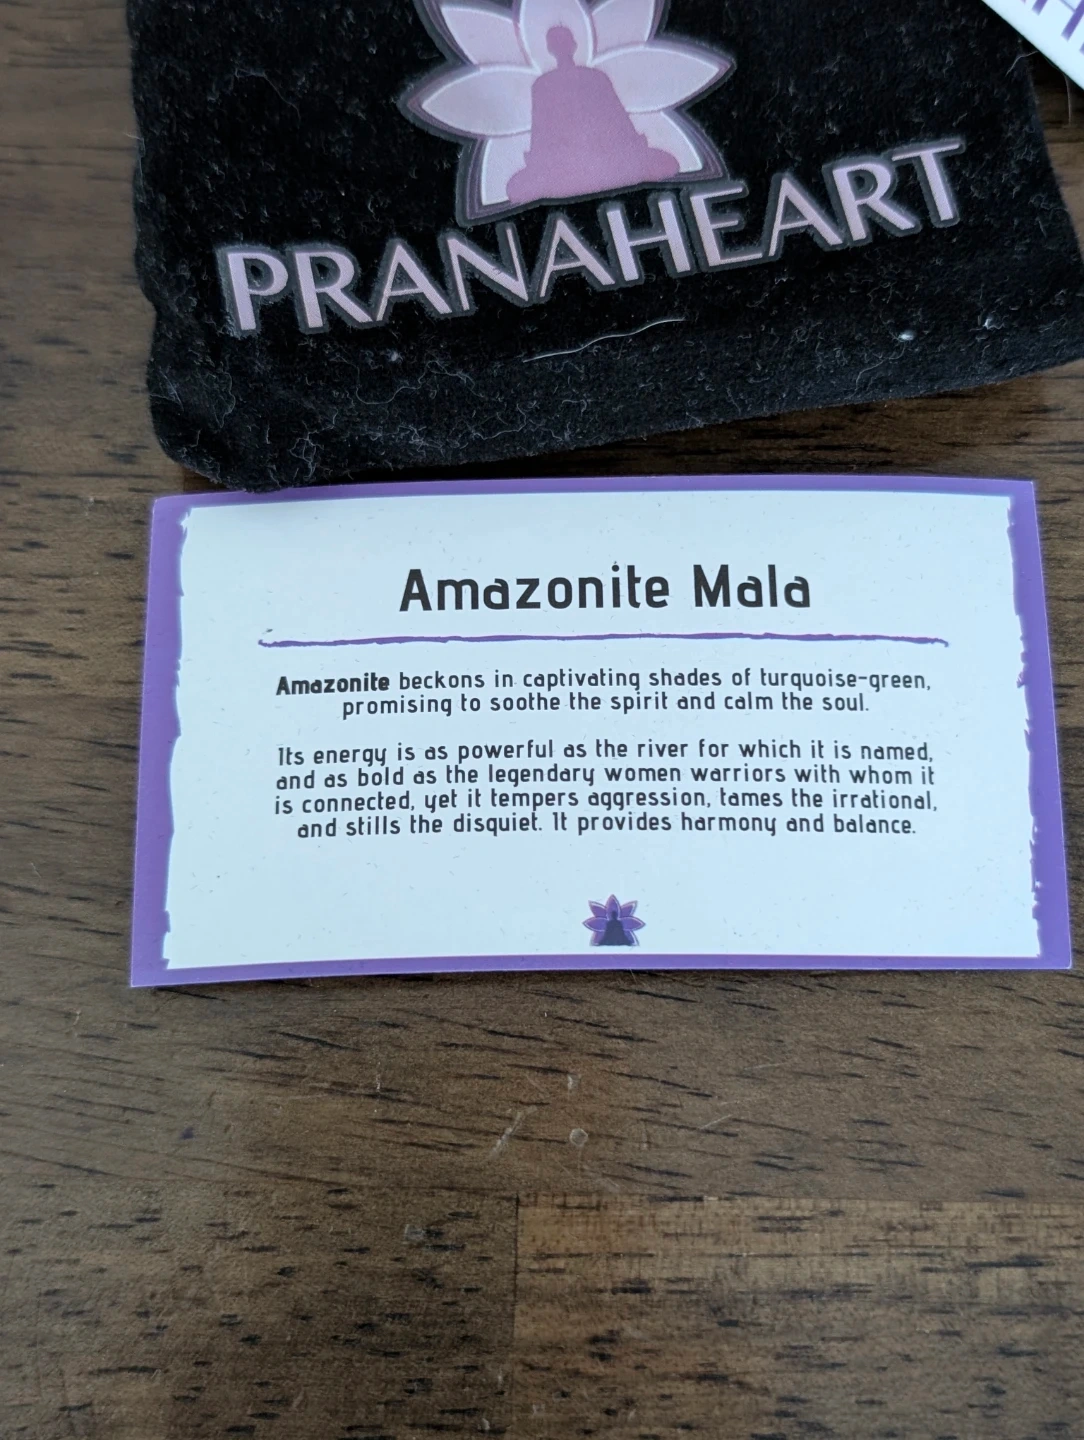 PRANAHEART
Amazonite Mala
Amazonite beckons in captivating shades of turquoise-green,
promising to soothe the spirit and calm the soul.
Its energy is as powerful as the river for which it is named,
and as bold as the legendary women warriors with whom it
is connected, yet it tempers aggression, tames the irrational,
and stills the disquiet. It provides harmony and balance.